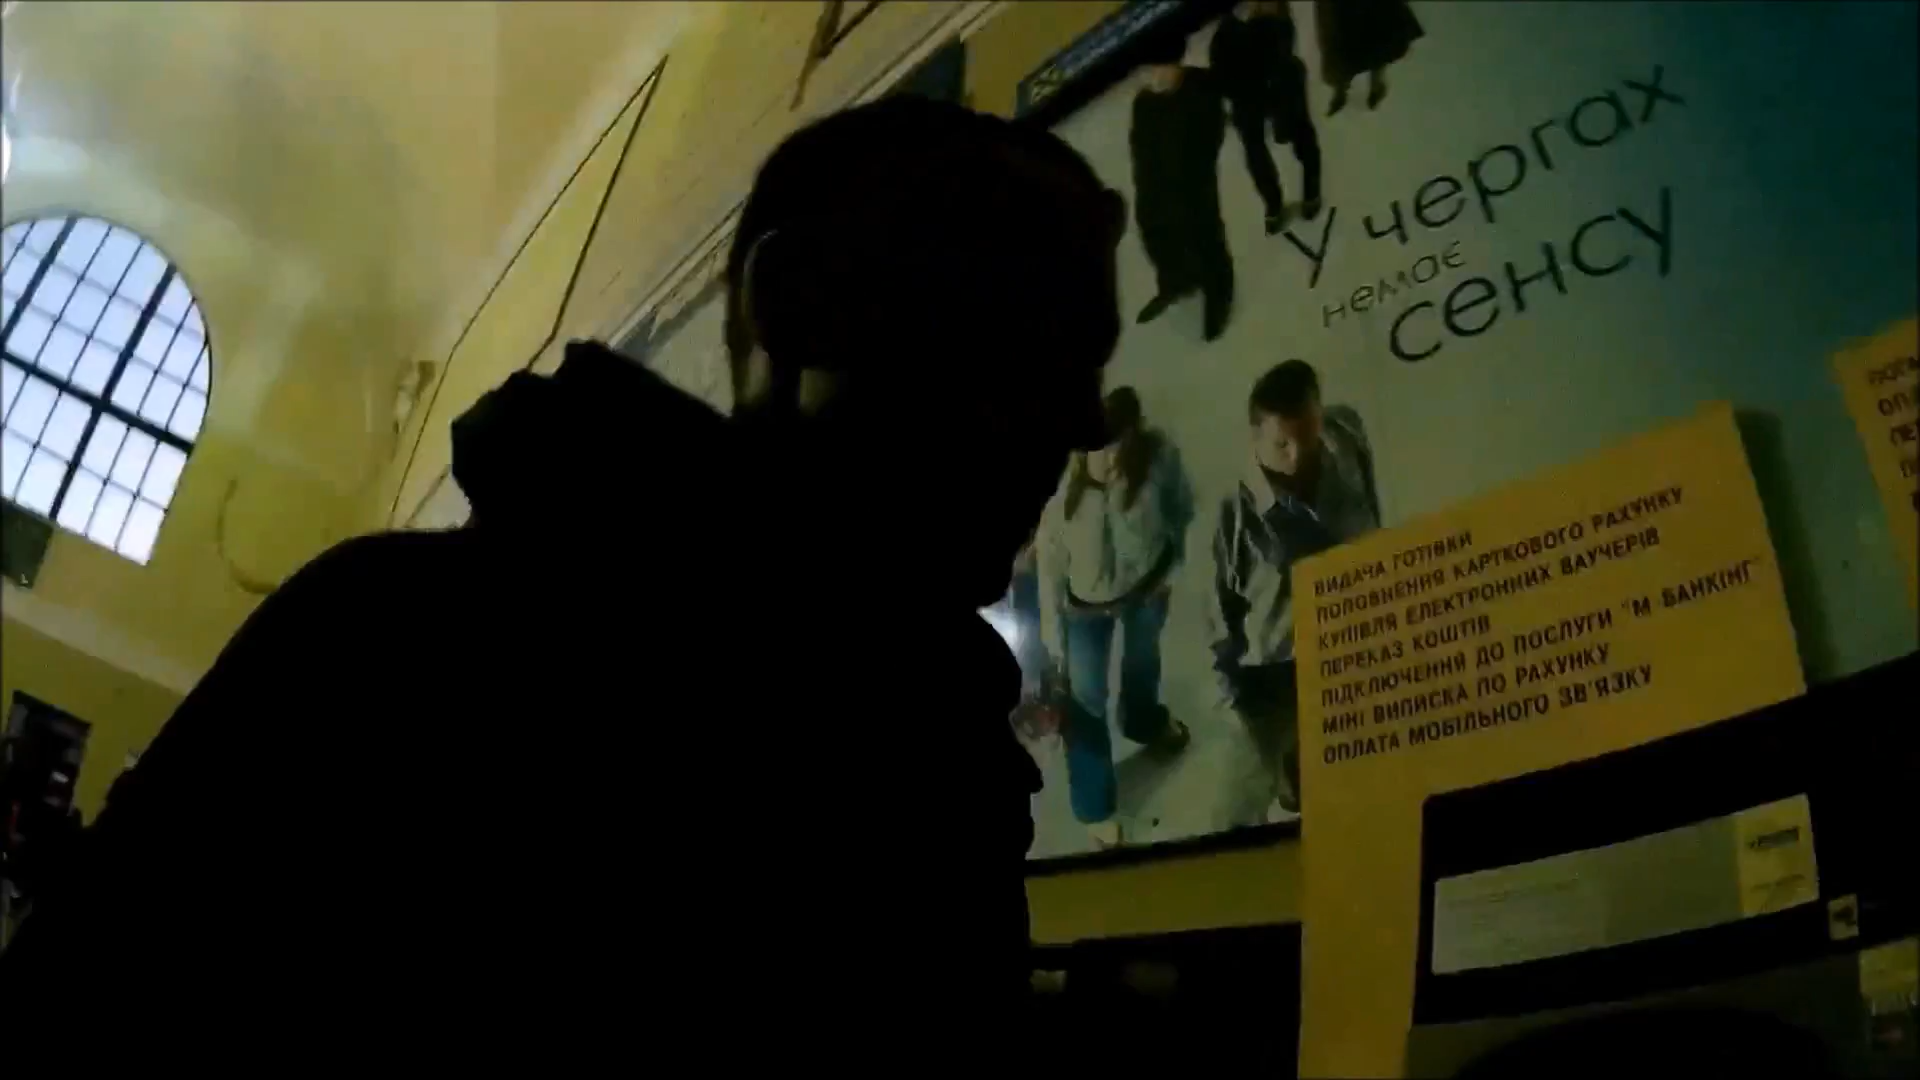 У чергах
немає
сенсу
ВИДАЧА ГОТІВКИ
ПОПОВНЕННЯ КАРТКОВОГО РАХУНКУ
КУПІВЛЯ ЕЛЕКТРОННИХ ВАУЧЕРІВ
ПЕРЕКАЗ КОШТІВ
ПІДКЛЮЧЕННЯ ДО ПОСЛУГИ "М БАНКІНГ"
МІНІ ВИПИСКА ПО РАХУНКУ
ОПЛАТА МОБІЛЬНОГО ЗВ'ЯЗКУ